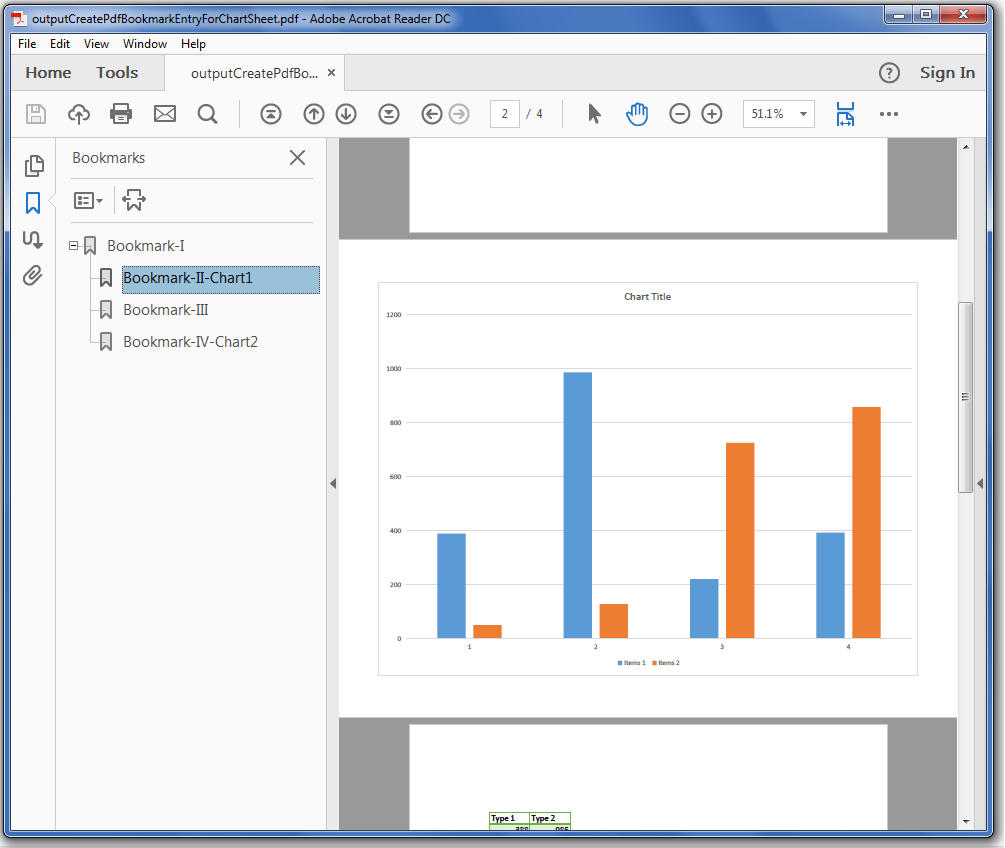 outputCreatePdfBookmarkEntryForChartSheet.pdf - Adobe Acrobat Reader DC
File Edit View Window Help
Home Tools outputCreatePdfBo... × ? Sign In
2 / 4 51.1%
Bookmarks
Bookmark-I
Bookmark-II-Chart1
Bookmark-III
Bookmark-IV-Chart2
Chart Title
1200
1000
800
600
400
200
0
1 2 3 4
Items 1 Items 2
Type 1 Type 2